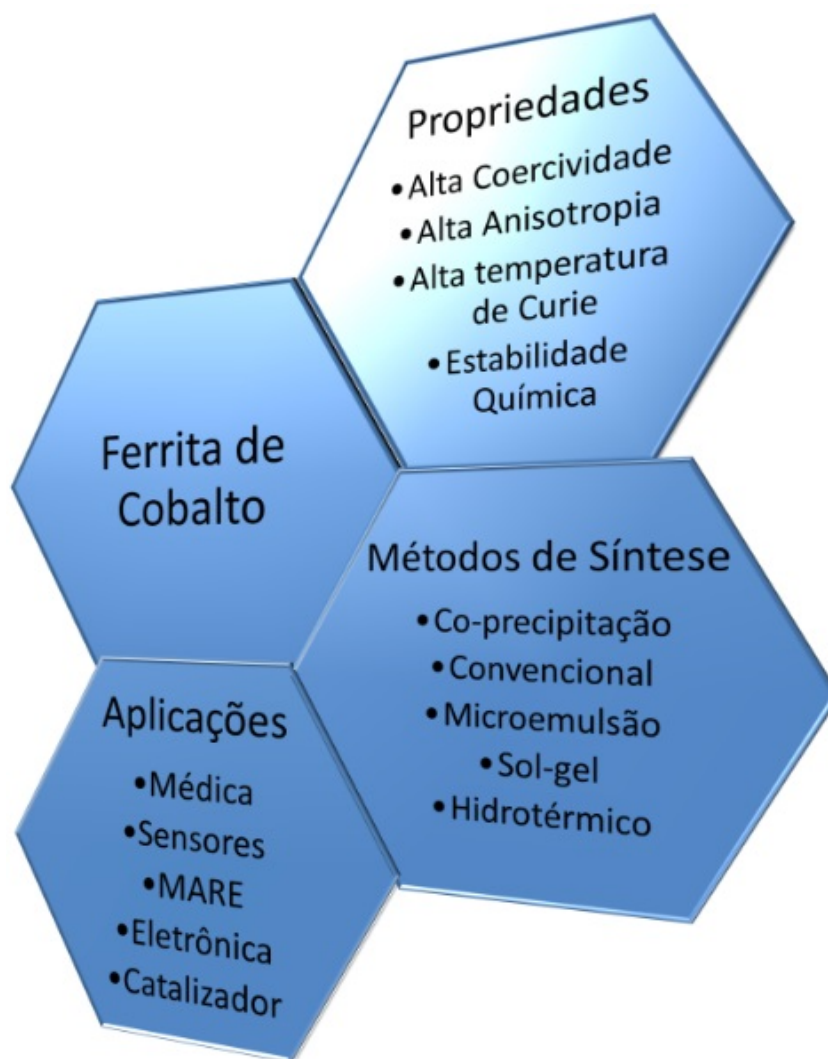 Propriedades
•Alta Coercividade
•Alta Anisotropia
•Alta temperatura
de Curie
•Estabilidade
Química
Ferrita de
Cobalto
Métodos de Síntese
•Co-precipitação
•Convencional
•Microemulsão
•Sol-gel
•Hidrotérmico
Aplicações
•Médica
•Sensores
•MARE
•Eletrônica
•Catalizador